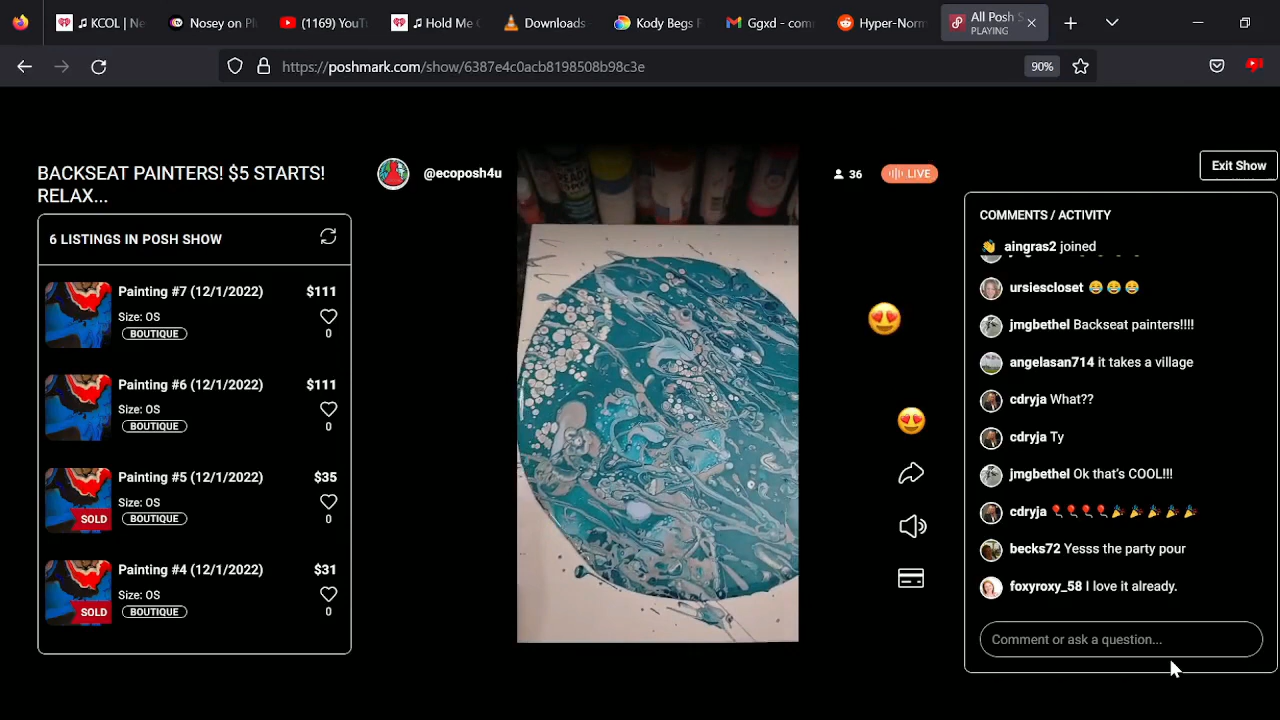 ♫ KCOL | Ne
Nosey on Pl
(1169) YouT
♫ Hold Me
Downloads
Kody Begs F
Ggxd - com
Hyper-Norm
All Posh S
PLAYING
https://poshmark.com/show/6387e4c0acb8198508b98c3e
90%
BACKSEAT PAINTERS! $5 STARTS!
RELAX...
@ecoposh4u
36
LIVE
Exit Show
6 LISTINGS IN POSH SHOW
Painting #7 (12/1/2022) $111
Size: OS
BOUTIQUE 0
Painting #6 (12/1/2022) $111
Size: OS
BOUTIQUE 0
Painting #5 (12/1/2022) $35
Size: OS
SOLD BOUTIQUE 0
Painting #4 (12/1/2022) $31
Size: OS
SOLD BOUTIQUE 0
COMMENTS / ACTIVITY
👋 aingras2 joined
ursiescloset 😂 😂 😂
jmgbethel Backseat painters!!!!
angelasan714 it takes a village
cdryja What??
cdryja Ty
jmgbethel Ok that's COOL!!!
cdryja 🎈🎈🎈🎈🎉🎉🎉🎉🎉
becks72 Yesss the party pour
foxyroxy_58 I love it already.
Comment or ask a question...